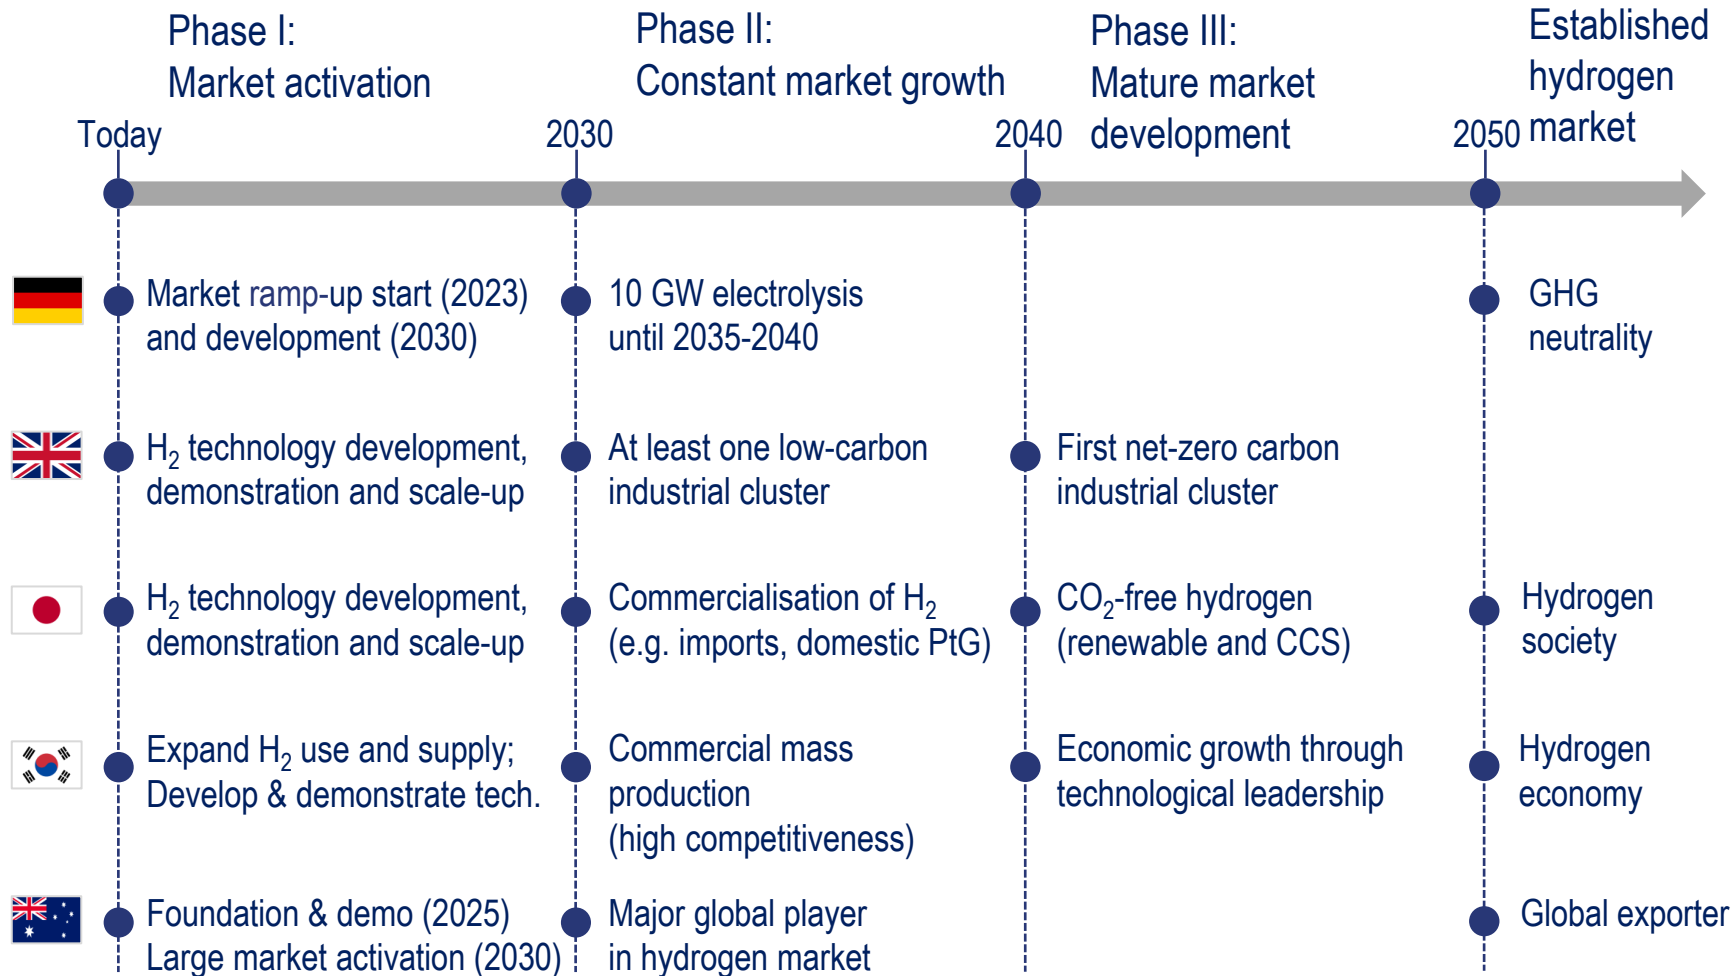 Phase I:
Market activation
Phase II:
Constant market growth
Phase III:
Mature market
development
Established
hydrogen
market
Today
2030
2040
2050
Market ramp-up start (2023)
and development (2030)
10 GW electrolysis
until 2035-2040
GHG
neutrality
H₂ technology development,
demonstration and scale-up
At least one low-carbon
industrial cluster
First net-zero carbon
industrial cluster
H₂ technology development,
demonstration and scale-up
Commercialisation of H₂
(e.g. imports, domestic PtG)
CO₂-free hydrogen
(renewable and CCS)
Hydrogen
society
Expand H₂ use and supply;
Develop & demonstrate tech.
Commercial mass
production
(high competitiveness)
Economic growth through
technological leadership
Hydrogen
economy
Foundation & demo (2025)
Large market activation (2030)
Major global player
in hydrogen market
Global exporter